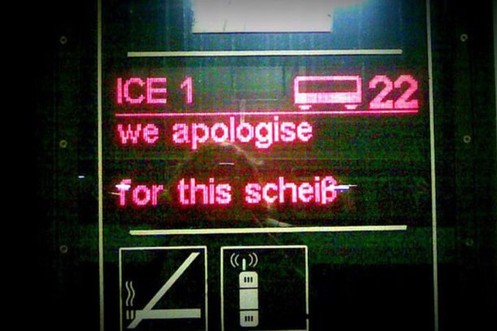 ICE 1 22
we apologise
for this scheiß